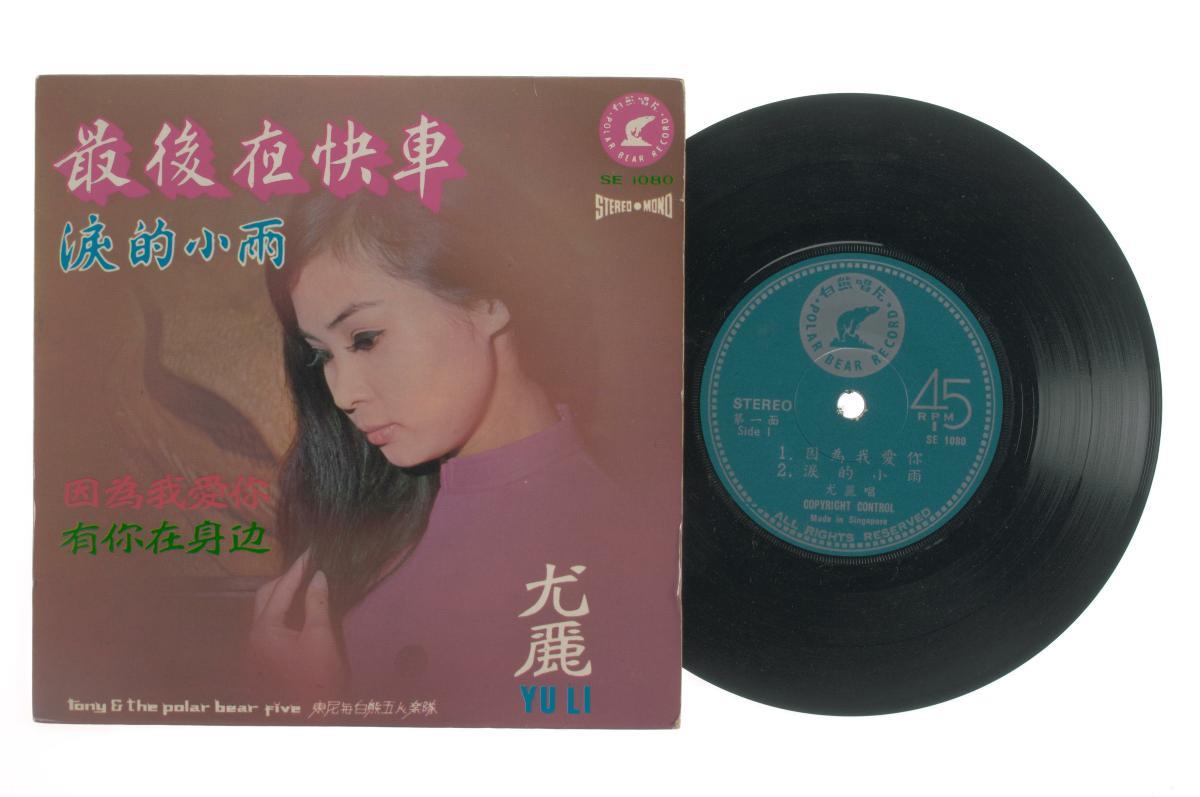 最後夜快車
淚的小雨
白熊唱片
POLAR BEAR RECORD
SE 1080
STEREO • MONO
因為我愛你
有你在身边
尤麗
YU LI
Tony & the polar bear five 東尼與白熊五人樂隊
白熊唱片
POLAR BEAR RECORD
STEREO
第一面
Side 1
45
RPM
SE 1080
1. 因為我愛你
2. 淚的小雨
尤麗唱
COPYRIGHT CONTROL
Made in Singapore
ALL RIGHTS RESERVED